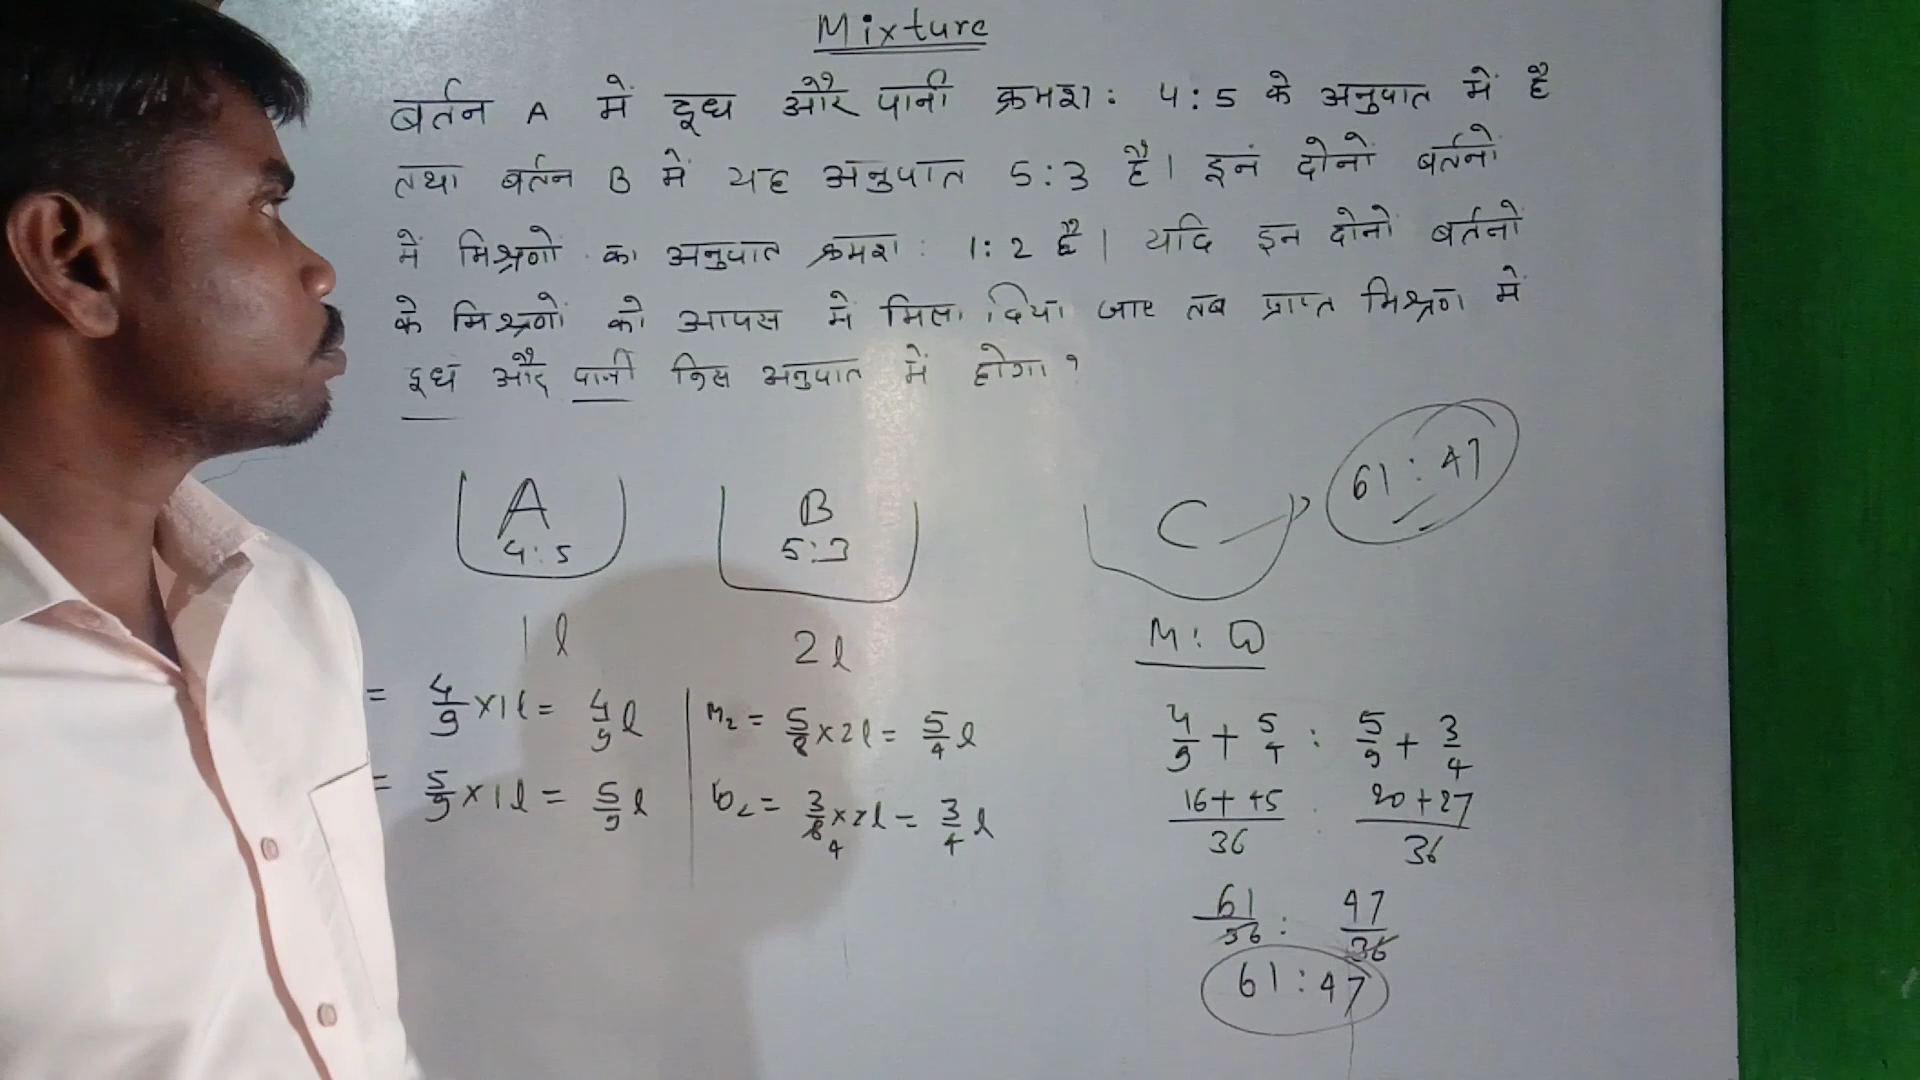 Mixture
बर्तन A में दूध और पानी क्रमश: 4:5 के अनुपात में है
तथा बर्तन B में यह अनुपात 5:3 है। इनं दोनों बर्तनों
में मिश्रणों का अनुपात क्रमश: 1:2 है। यदि इन दोनों बर्तनों
के मिश्रणों को आपस में मिला दिया जाए तब प्राप्त मिश्रण में
दूध और पानी किस अनुपात में होगा?
61:47
A B C
4:5 5:3
1l 2l M:W
= 4/9 ×1l = 4/9 l M₂ = 5/8 ×2l = 5/4 l 4/9 + 5/4 : 5/9 + 3/4
= 5/9 ×1l = 5/9 l W₂ = 3/8 ×2l = 3/4 l (16+45)/36 : (20+27)/36
4
61/36 : 47/36
61:47